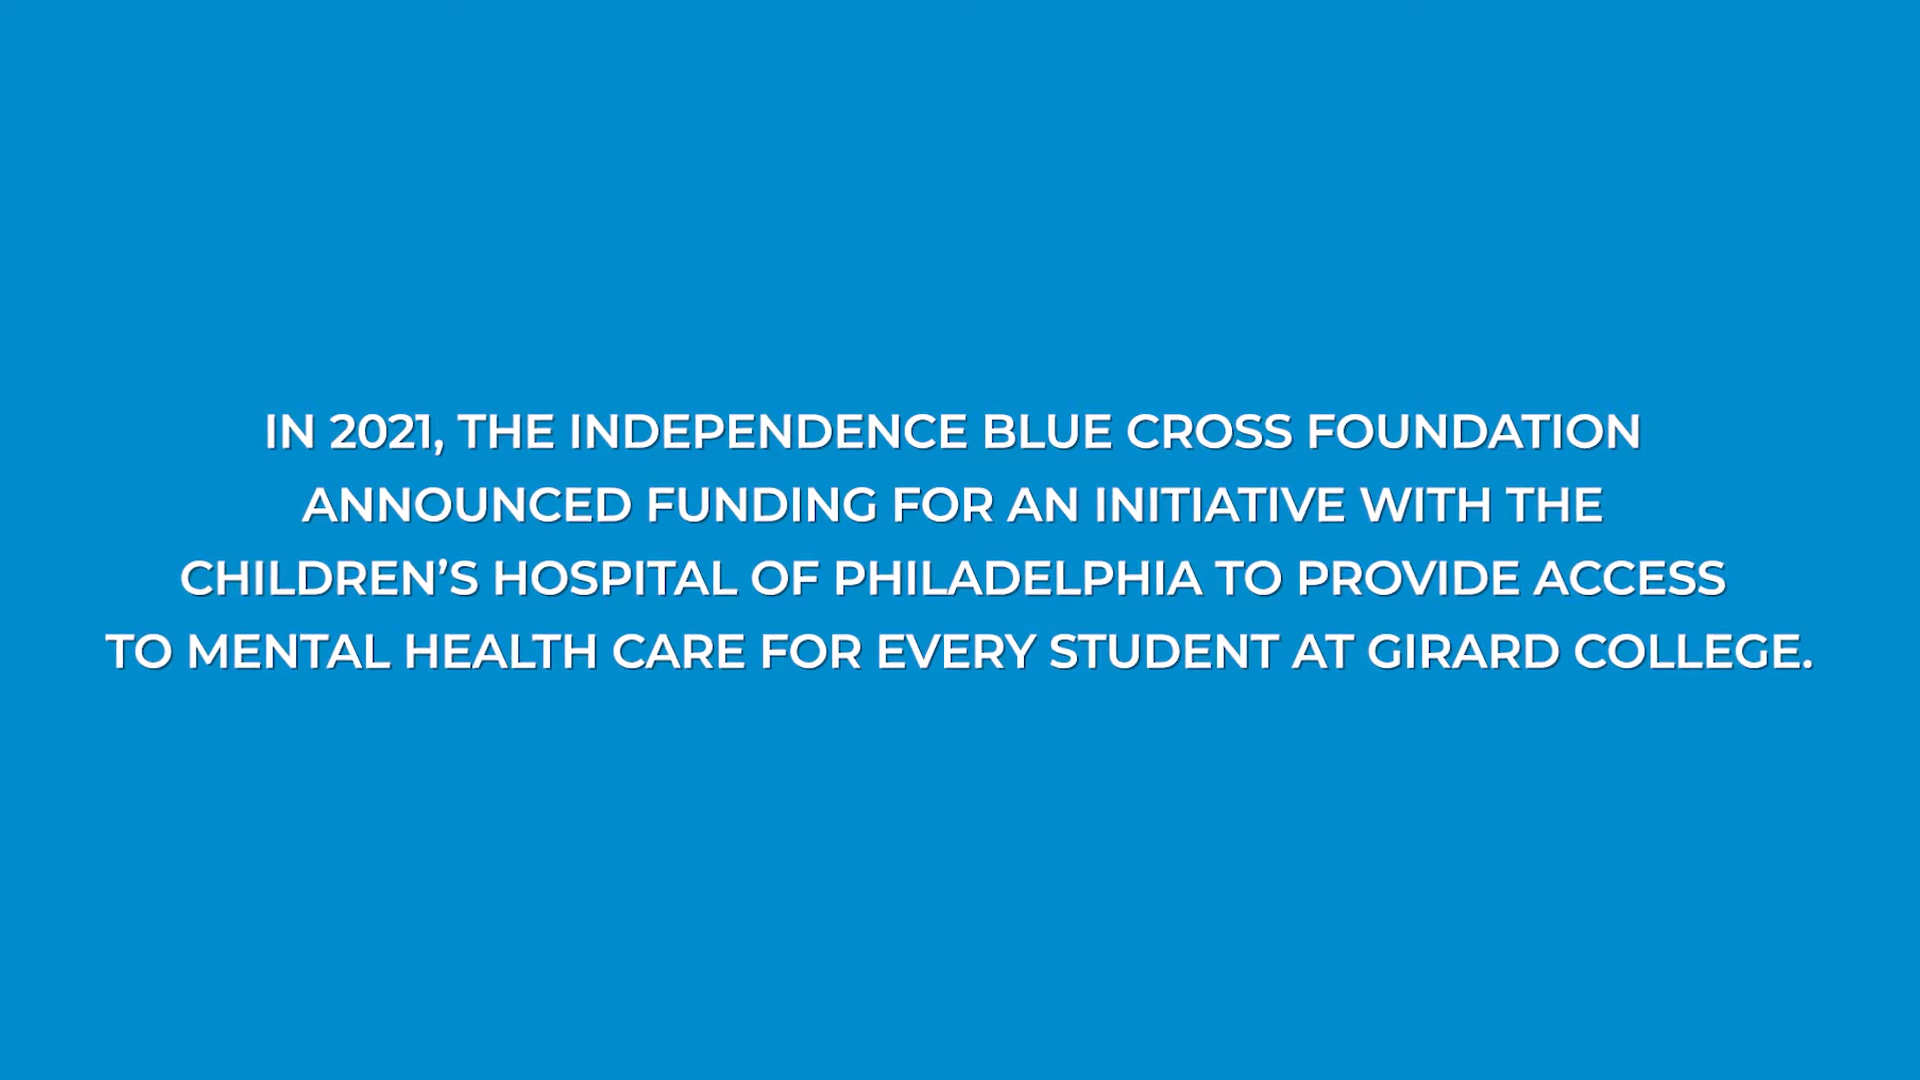 IN 2021, THE INDEPENDENCE BLUE CROSS FOUNDATION
ANNOUNCED FUNDING FOR AN INITIATIVE WITH THE
CHILDREN’S HOSPITAL OF PHILADELPHIA TO PROVIDE ACCESS
TO MENTAL HEALTH CARE FOR EVERY STUDENT AT GIRARD COLLEGE.